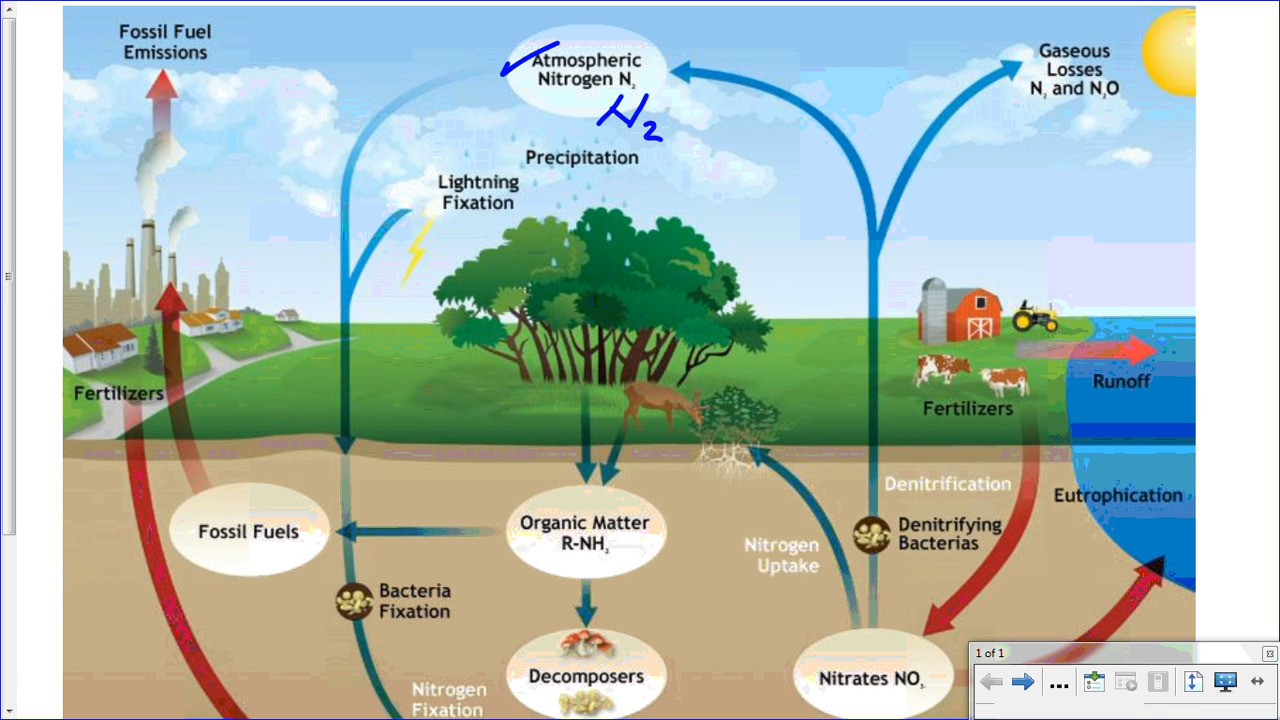 Fossil Fuel
Emissions
Atmospheric
Nitrogen N₂
N₂
Gaseous
Losses
N₂ and N₂O
Precipitation
Lightning
Fixation
Fertilizers
Fertilizers
Runoff
Denitrification
Eutrophication
Fossil Fuels
Organic Matter
R-NH₂
Denitrifying
Bacterias
Nitrogen
Uptake
Bacteria
Fixation
Decomposers
Nitrates NO₃-
Nitrogen
Fixation
1 of 1
...